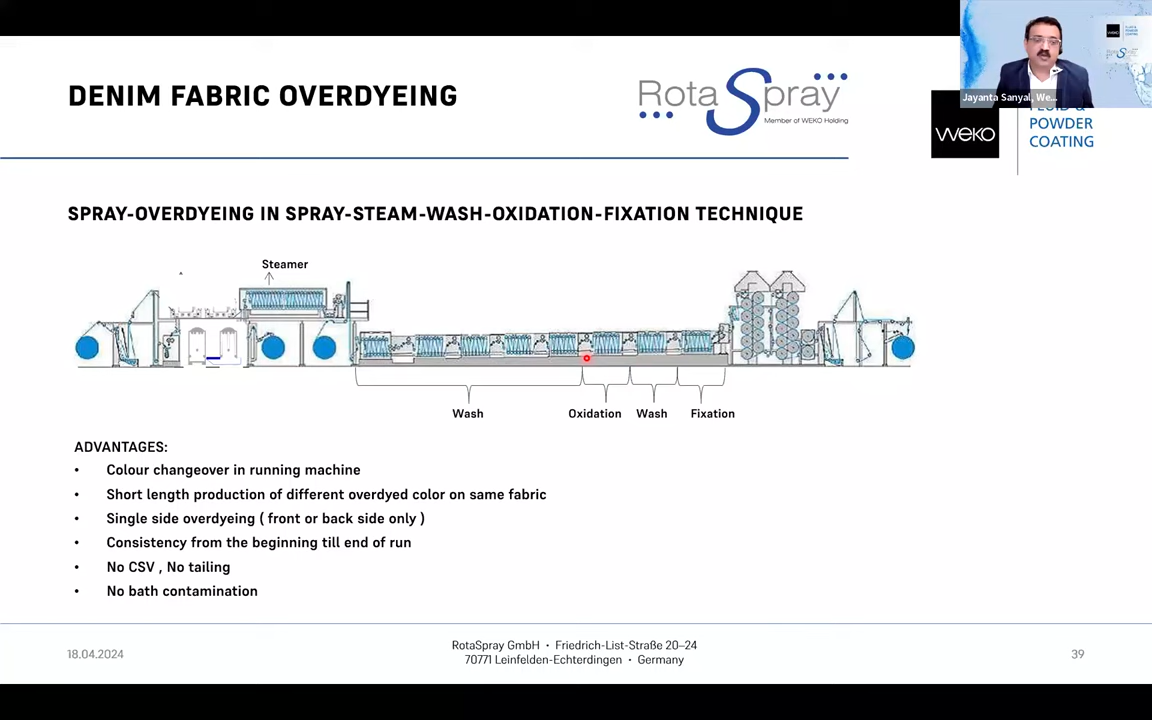 DENIM FABRIC OVERDYEING
RotaSpray
Member of WEKO Holding
Jayanta Sanyal, We...
weko
FLUID &
POWDER
COATING
SPRAY-OVERDYEING IN SPRAY-STEAM-WASH-OXIDATION-FIXATION TECHNIQUE
Steamer
Wash
Oxidation
Wash
Fixation
ADVANTAGES:
• Colour changeover in running machine
• Short length production of different overdyed color on same fabric
• Single side overdyeing ( front or back side only )
• Consistency from the beginning till end of run
• No CSV , No tailing
• No bath contamination
18.04.2024
RotaSpray GmbH • Friedrich-List-Straße 20–24
70771 Leinfelden-Echterdingen • Germany
39